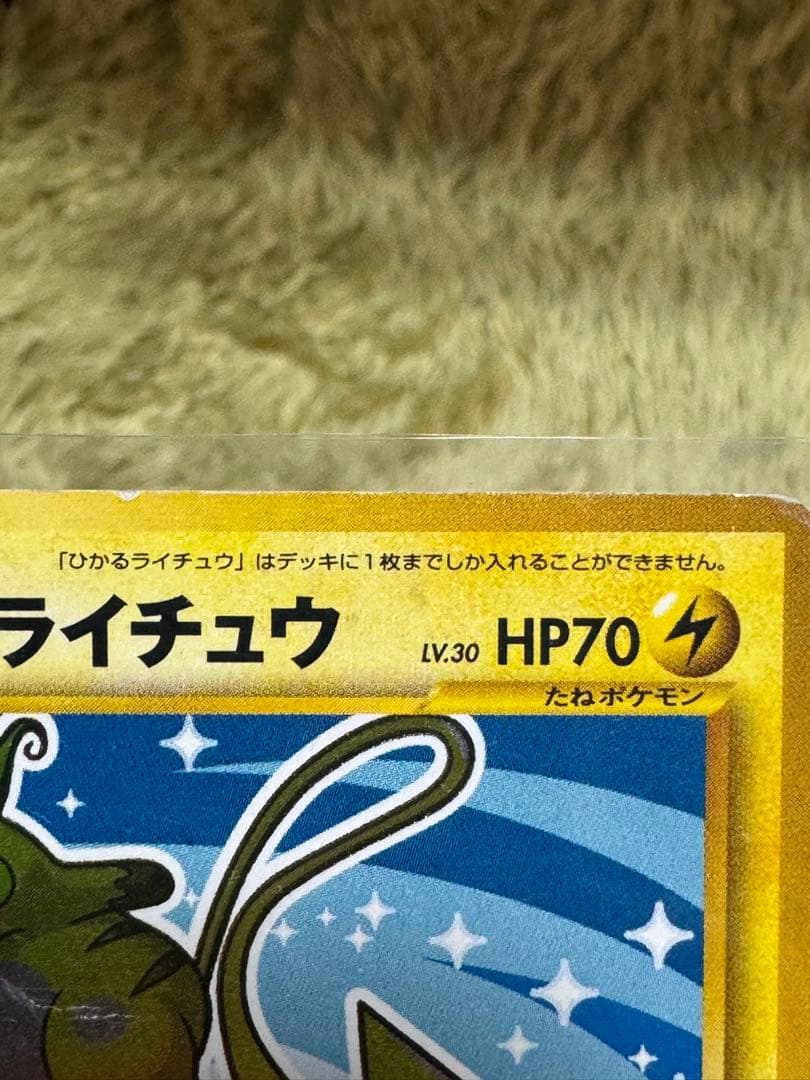 「ひかるライチュウ」はデッキに1枚までしか入れることができません。
ライチュウ LV.30 HP70
たねポケモン